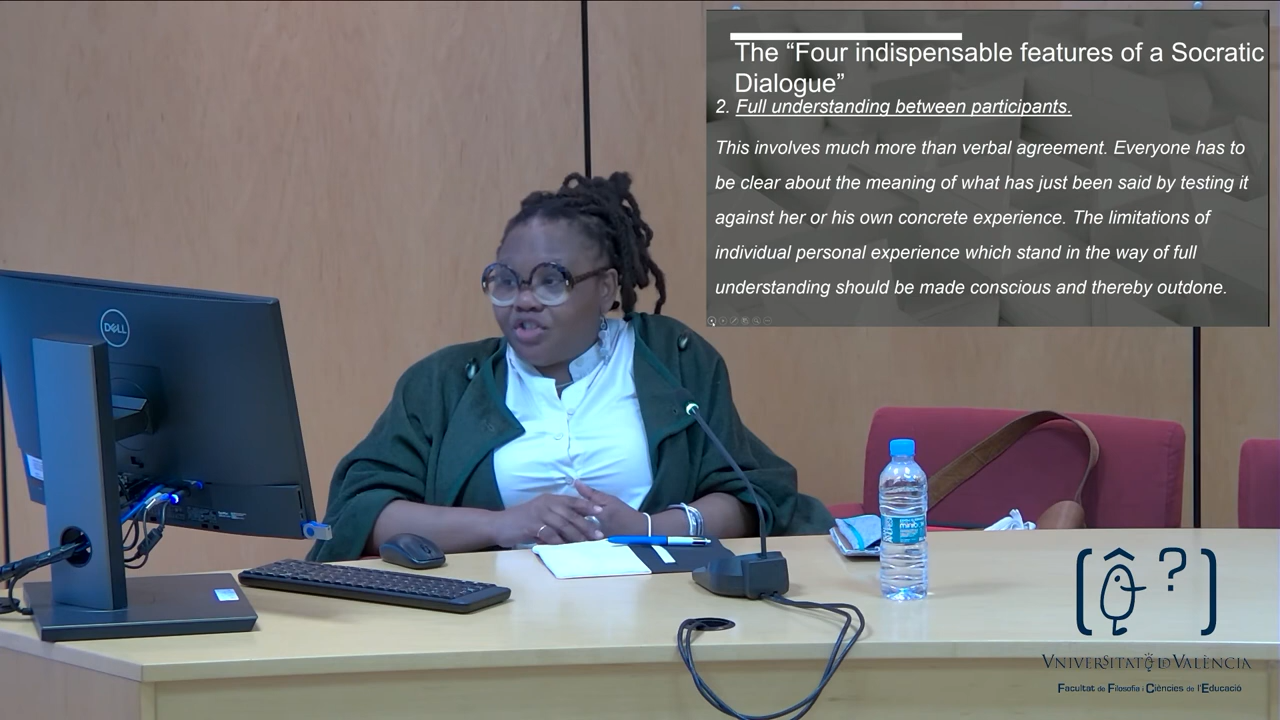 The “Four indispensable features of a Socratic
Dialogue”
2. Full understanding between participants.
This involves much more than verbal agreement. Everyone has to
be clear about the meaning of what has just been said by testing it
against her or his own concrete experience. The limitations of
individual personal experience which stand in the way of full
understanding should be made conscious and thereby outdone.
DELL
[ ? ]
VNIVERSITAT ID VALÈNCIA
Facultat de Filosofia i Ciències de l'Educació